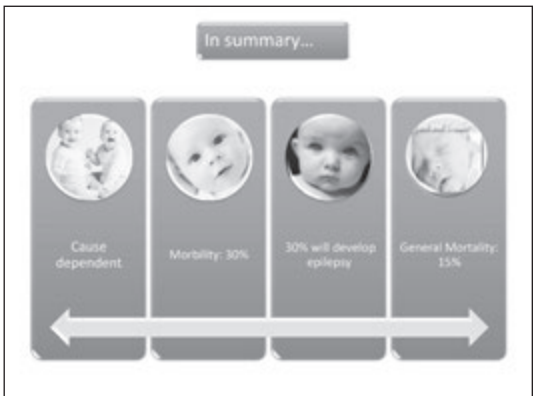 In summary...
Cause
dependent
Morbility: 30%
30% will develop
epilepsy
General Mortality:
15%